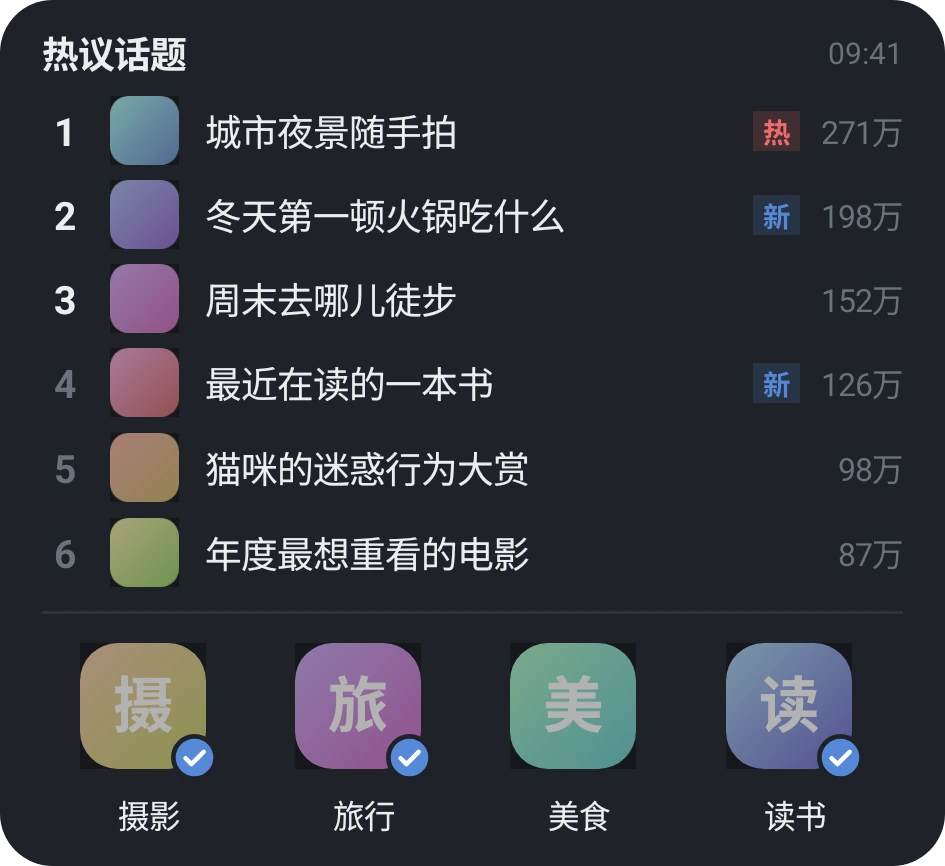 热议话题 09:41
1 城市夜景随手拍 热 271万
2 冬天第一顿火锅吃什么 新 198万
3 周末去哪儿徒步 152万
4 最近在读的一本书 新 126万
5 猫咪的迷惑行为大赏 98万
6 年度最想重看的电影 87万
摄 旅 美 读
摄影 旅行 美食 读书